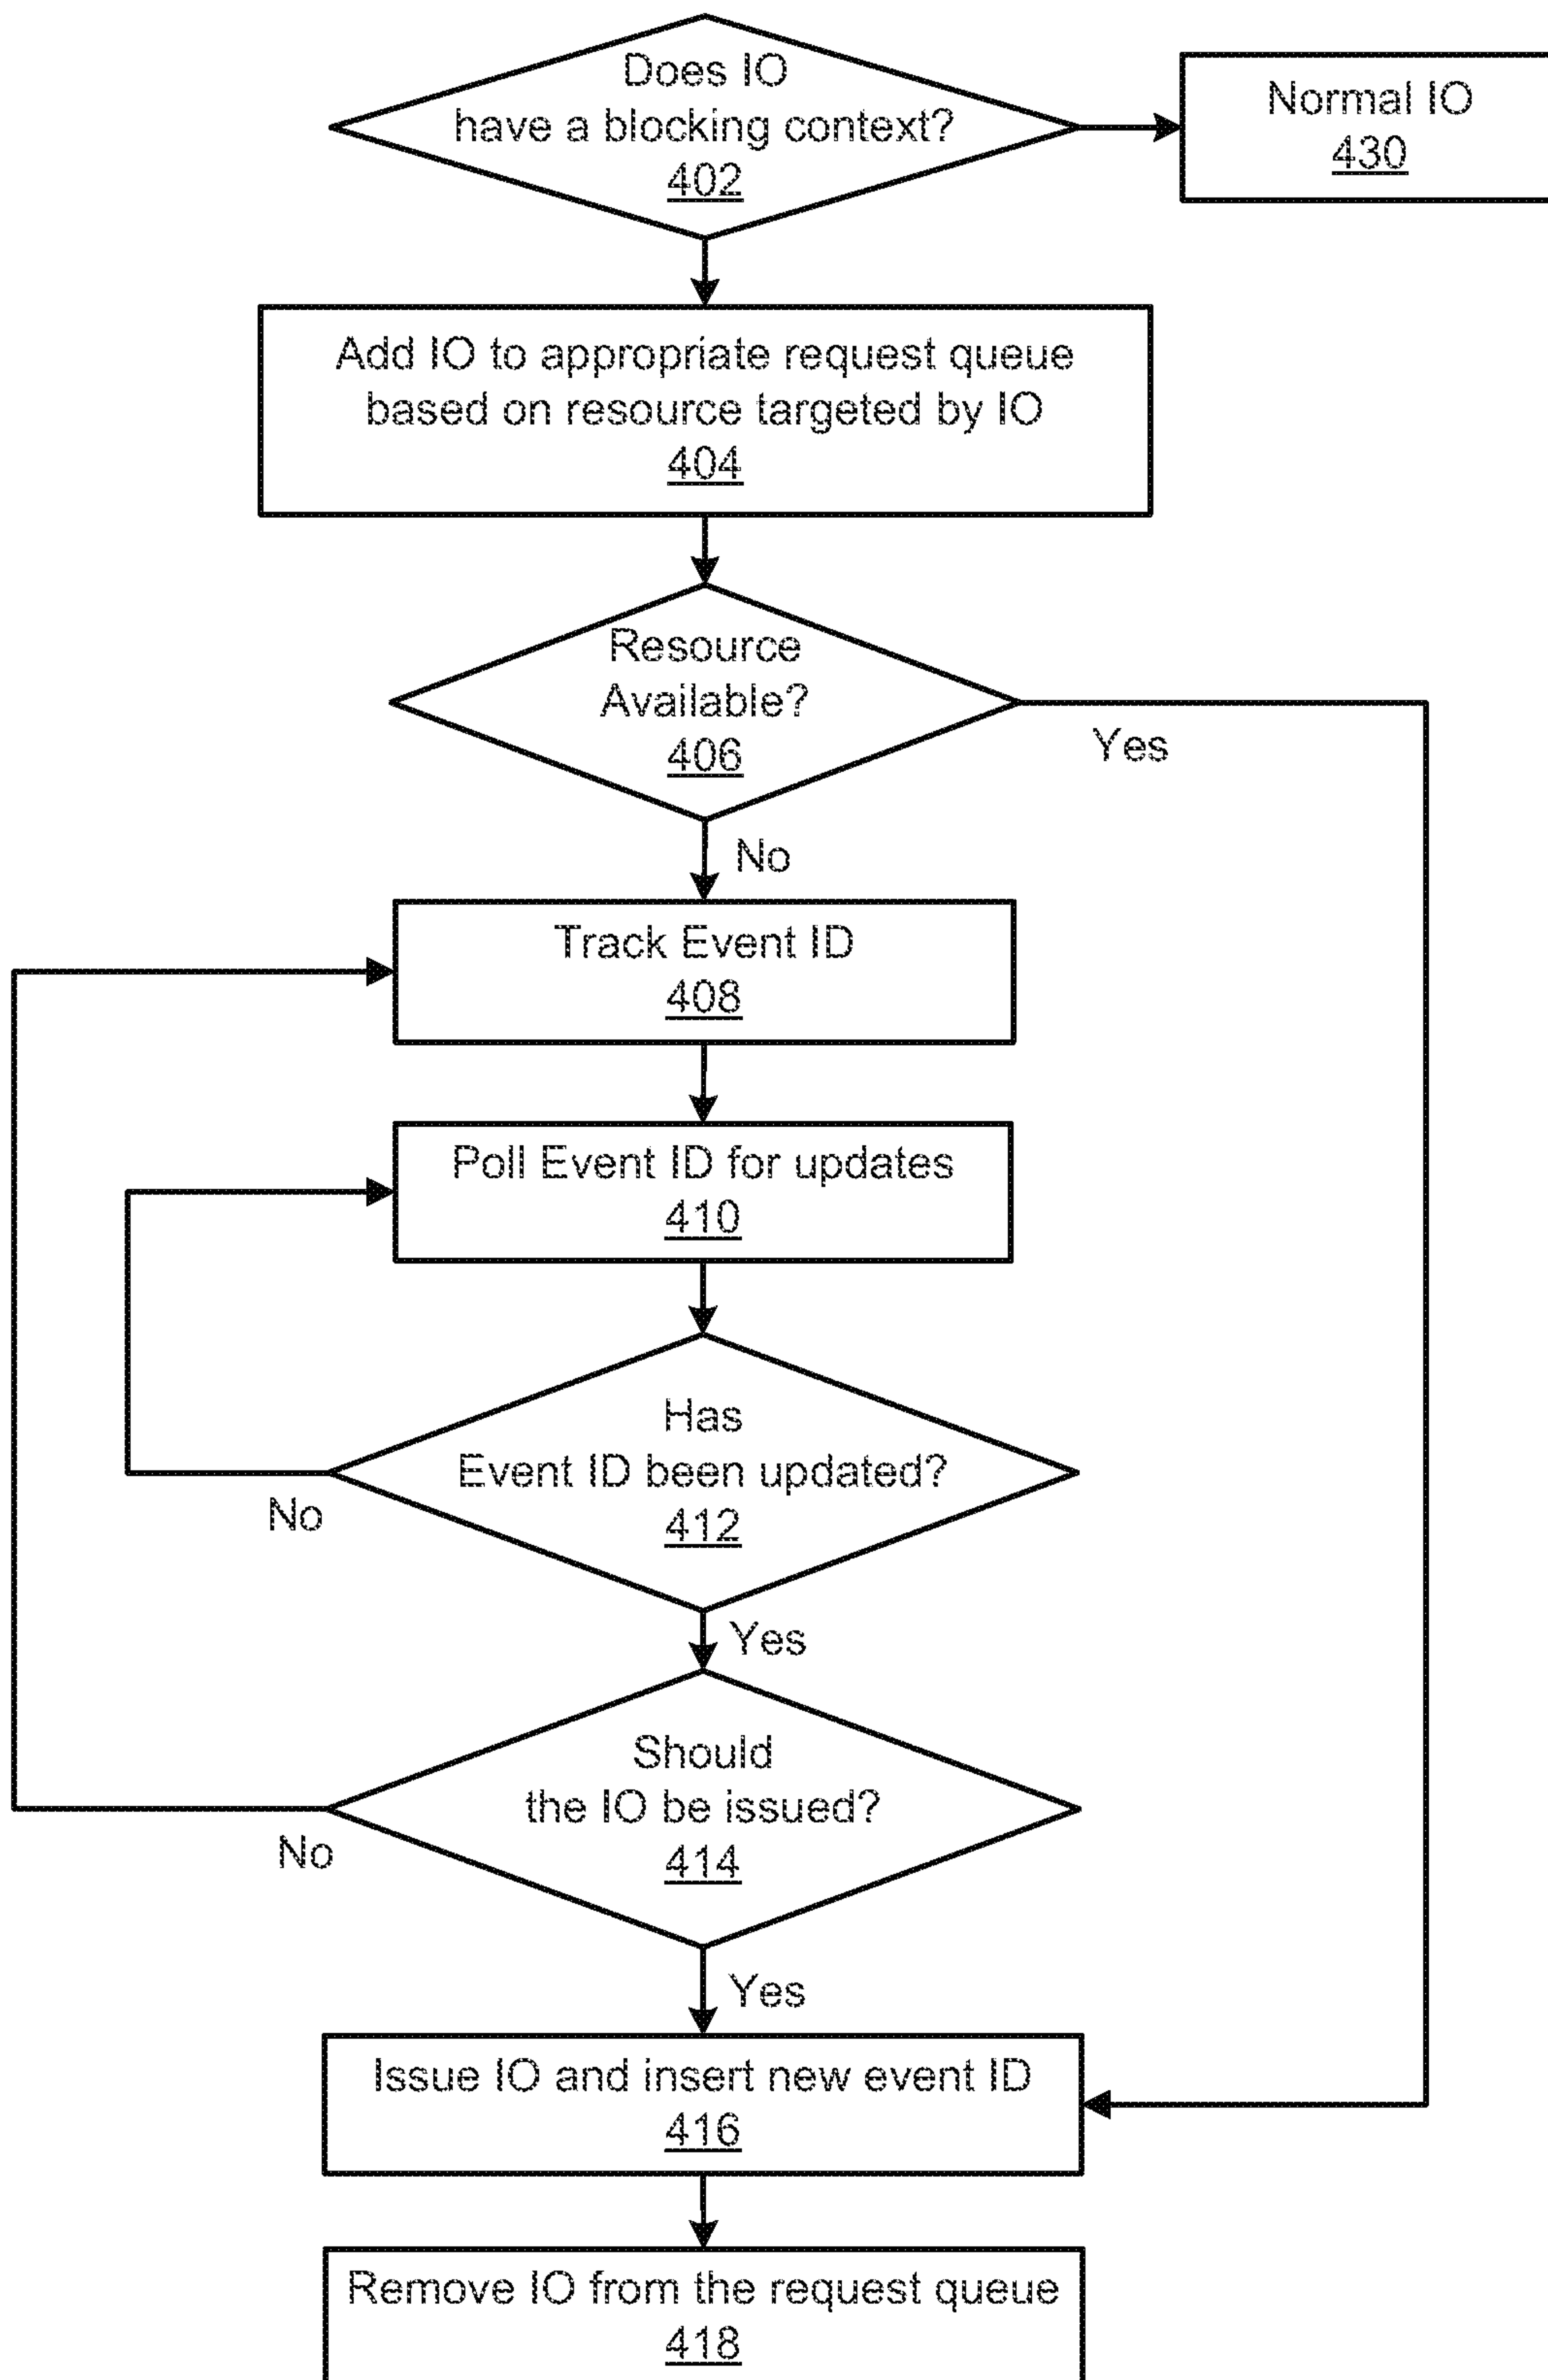 Does IO
have a blocking context?
402
Normal IO
430
Add IO to appropriate request queue
based on resource targeted by IO
404
Resource
Available?
406
Yes
No
Track Event ID
408
Poll Event ID for updates
410
Has
Event ID been updated?
412
No
Yes
Should
the IO be issued?
414
No
Yes
Issue IO and insert new event ID
416
Remove IO from the request queue
418